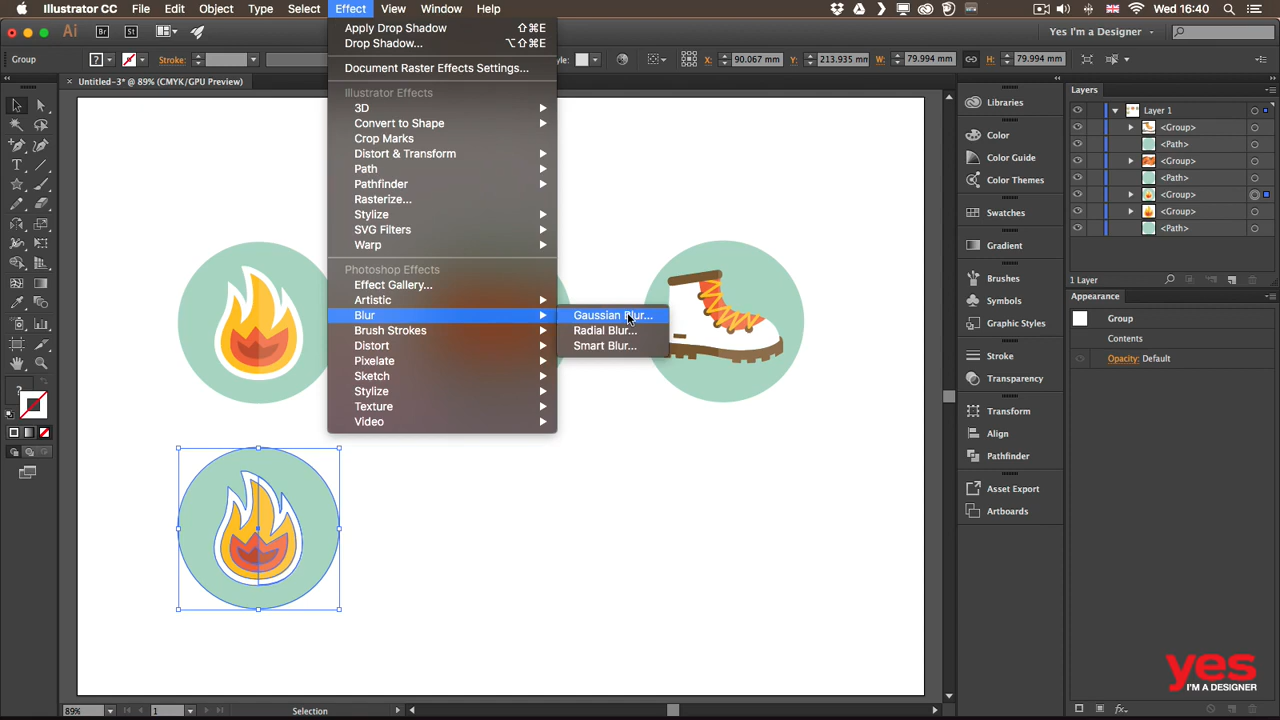 Illustrator CC File Edit Object Type Select Effect View Window Help Wed 16:40
Ai Br St Yes I'm a Designer
Group Stroke: Style: X: 90.067 mm Y: 213.935 mm W: 79.994 mm H: 79.994 mm
× Untitled-3* @ 89% (CMYK/GPU Preview)
Apply Drop Shadow ⇧⌘E
Drop Shadow... ⌥⇧⌘E
Document Raster Effects Settings...
Illustrator Effects
3D
Convert to Shape
Crop Marks
Distort & Transform
Path
Pathfinder
Rasterize...
Stylize
SVG Filters
Warp
Photoshop Effects
Effect Gallery...
Artistic
Blur
Brush Strokes
Distort
Pixelate
Sketch
Stylize
Texture
Video
Gaussian Blur...
Radial Blur...
Smart Blur...
Libraries
Color
Color Guide
Color Themes
Swatches
Gradient
Brushes
Symbols
Graphic Styles
Stroke
Transparency
Transform
Align
Pathfinder
Asset Export
Artboards
Layers
Layer 1
<Group>
<Path>
<Group>
<Path>
<Group>
<Group>
<Path>
1 Layer
Appearance
Group
Contents
Opacity: Default
yes
I'M A DESIGNER
89% 1 Selection